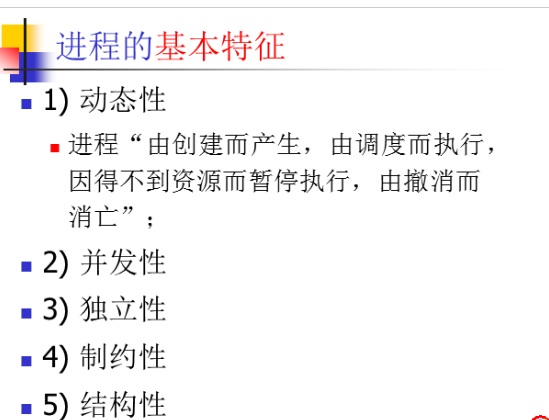 进程的基本特征
1) 动态性
进程“由创建而产生，由调度而执行，
因得不到资源而暂停执行，由撤消而
消亡”；
2) 并发性
3) 独立性
4) 制约性
5) 结构性